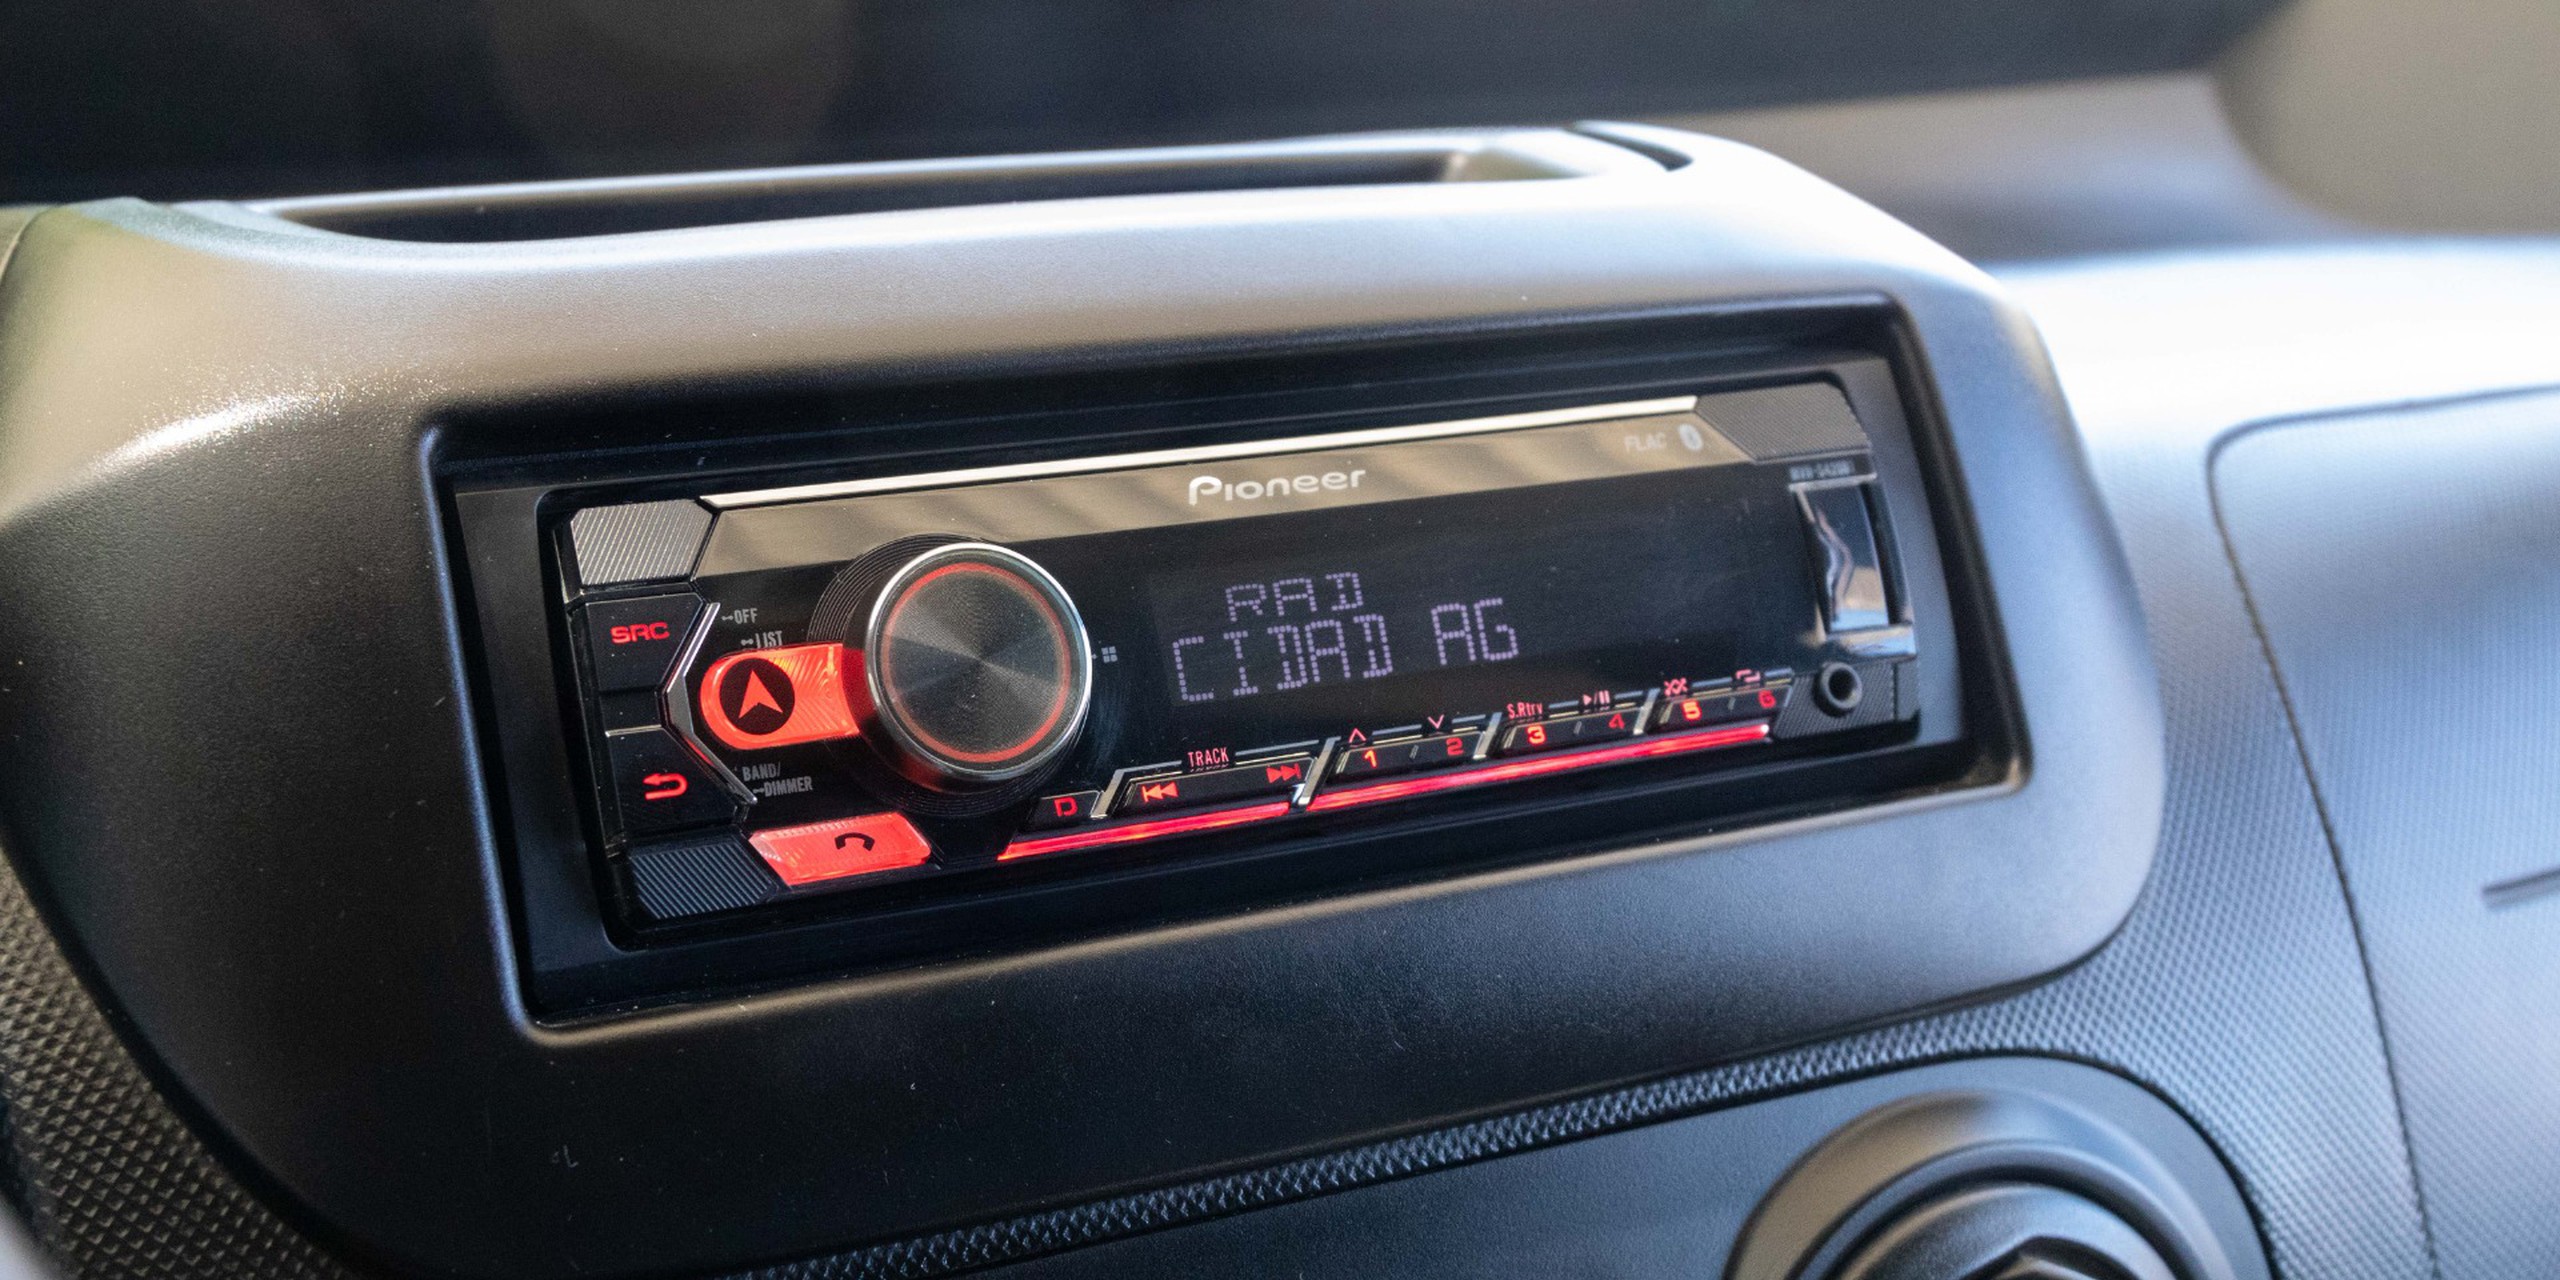 Pioneer
FLAC
SRC
OFF
LIST
RAD
CIDAD AG
BAND/
DIMMER
D
TRACK
1 2 3 4 5 6
S.Rtrv